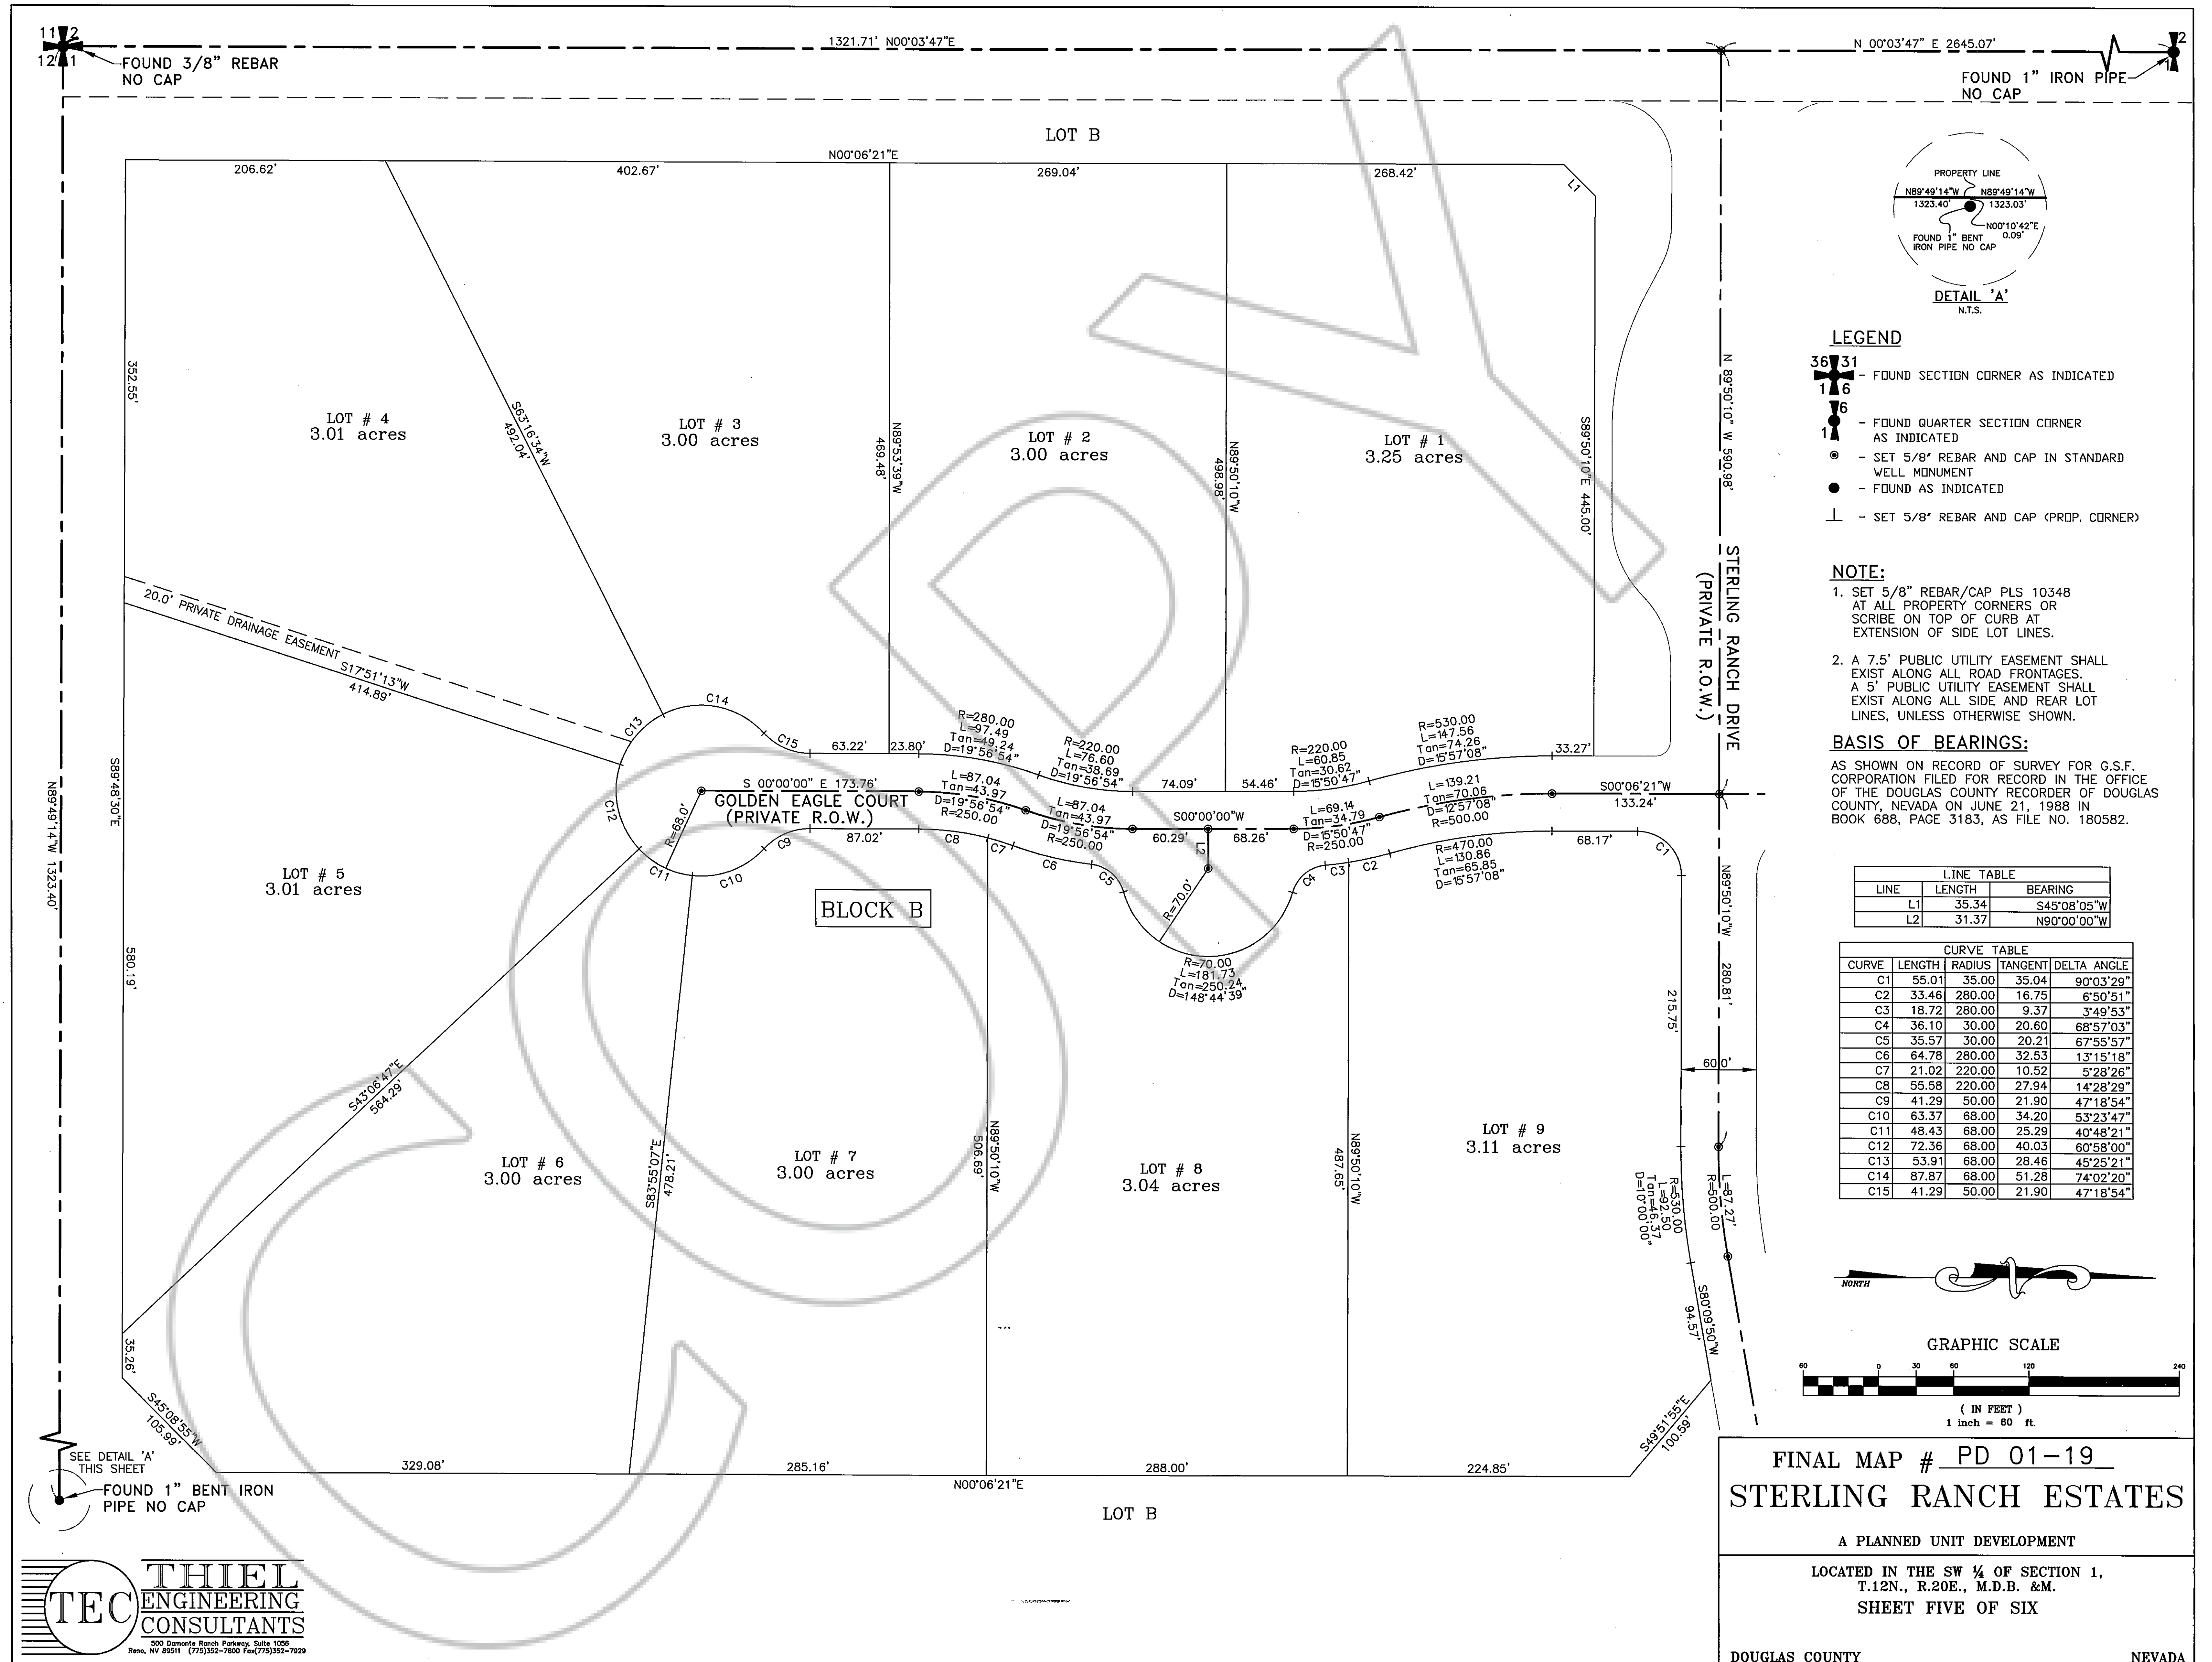 11 2
12 1
FOUND 3/8" REBAR
NO CAP
1321.71' N00°03'47"E
N 00°03'47" E 2645.07'
2
1
FOUND 1" IRON PIPE
NO CAP
LOT B
N00°06'21"E
206.62'
402.67'
269.04'
268.42'
L1
PROPERTY LINE
N89°49'14"W N89°49'14"W
1323.40' 1323.03'
N00°10'42"E
0.09'
FOUND 1" BENT
IRON PIPE NO CAP
DETAIL 'A'
N.T.S.
LEGEND
36 31
1 6
- FOUND SECTION CORNER AS INDICATED
6
1
- FOUND QUARTER SECTION CORNER
AS INDICATED
- SET 5/8" REBAR AND CAP IN STANDARD
WELL MONUMENT
- FOUND AS INDICATED
- SET 5/8" REBAR AND CAP (PROP. CORNER)
NOTE:
1. SET 5/8" REBAR/CAP PLS 10348
AT ALL PROPERTY CORNERS OR
SCRIBE ON TOP OF CURB AT
EXTENSION OF SIDE LOT LINES.
2. A 7.5' PUBLIC UTILITY EASEMENT SHALL
EXIST ALONG ALL ROAD FRONTAGES.
A 5' PUBLIC UTILITY EASEMENT SHALL
EXIST ALONG ALL SIDE AND REAR LOT
LINES, UNLESS OTHERWISE SHOWN.
BASIS OF BEARINGS:
AS SHOWN ON RECORD OF SURVEY FOR G.S.F.
CORPORATION FILED FOR RECORD IN THE OFFICE
OF THE DOUGLAS COUNTY RECORDER OF DOUGLAS
COUNTY, NEVADA ON JUNE 21, 1988 IN
BOOK 688, PAGE 3183, AS FILE NO. 180582.
352.55'
LOT # 4
3.01 acres
S63°16'34"W
492.04'
LOT # 3
3.00 acres
N89°53'39"W
469.48'
LOT # 2
3.00 acres
N89°50'10"W
498.98'
LOT # 1
3.25 acres
S89°50'10"E 445.00'
N 89°50'10" W 590.98'
STERLING RANCH DRIVE
(PRIVATE R.O.W.)
20.0' PRIVATE DRAINAGE EASEMENT
S17°51'13"W
414.89'
C13
C14
C15
63.22'
23.80'
R=280.00
L=97.49
Tan=49.24
D=19°56'54"
R=220.00
L=76.60
Tan=38.69
D=19°56'54"
74.09'
54.46'
R=220.00
L=60.85
Tan=30.62
D=15°50'47"
R=530.00
L=147.56
Tan=74.26
D=15°57'08"
33.27'
C12
R=68.0'
S 00°00'00" E 173.76'
GOLDEN EAGLE COURT
(PRIVATE R.O.W.)
L=87.04
Tan=43.97
D=19°56'54"
R=250.00
L=87.04
Tan=43.97
D=19°56'54"
R=250.00
S00°00'00"W
60.29'
68.26'
L2
L=69.14
Tan=34.79
D=15°50'47"
R=250.00
L=139.21
Tan=70.06
D=12°57'08"
R=500.00
S00°06'21"W
133.24'
C11
C10
C9
87.02'
C8
C7
C6
C5
R=70.0'
R=70.00
L=181.73
Tan=250.24
D=148°44'39"
C4
C3
C2
R=470.00
L=130.86
Tan=65.85
D=15°57'08"
68.17'
C1
BLOCK B
N89°49'14"W 1323.40'
S89°48'30"E
580.19'
LOT # 5
3.01 acres
S43°06'47"E
564.29'
LOT # 6
3.00 acres
S83°55'07"E
478.21'
LOT # 7
3.00 acres
N89°50'10"W
506.69'
LOT # 8
3.04 acres
N89°50'10"W
487.65'
LOT # 9
3.11 acres
215.75'
N89°50'10"W 280.81'
60.0'
R=530.00
L=92.50
Tan=46.37
D=10°00'00"
L=87.27'
R=500.00
S80°09'50"W
94.57'
S49°51'55"E
100.59'
35.26'
S45°08'55"W
105.99'
329.08'
285.16'
288.00'
224.85'
N00°06'21"E
LOT B
SEE DETAIL 'A'
THIS SHEET
FOUND 1" BENT IRON
PIPE NO CAP
LINE TABLE
LINE LENGTH BEARING
L1 35.34 S45°08'05"W
L2 31.37 N90°00'00"W
CURVE TABLE
CURVE LENGTH RADIUS TANGENT DELTA ANGLE
C1 55.01 35.00 35.04 90°03'29"
C2 33.46 280.00 16.75 6°50'51"
C3 18.72 280.00 9.37 3°49'53"
C4 36.10 30.00 20.60 68°57'03"
C5 35.57 30.00 20.21 67°55'57"
C6 64.78 280.00 32.53 13°15'18"
C7 21.02 220.00 10.52 5°28'26"
C8 55.58 220.00 27.94 14°28'29"
C9 41.29 50.00 21.90 47°18'54"
C10 63.37 68.00 34.20 53°23'47"
C11 48.43 68.00 25.29 40°48'21"
C12 72.36 68.00 40.03 60°58'00"
C13 53.91 68.00 28.46 45°25'21"
C14 87.87 68.00 51.28 74°02'20"
C15 41.29 50.00 21.90 47°18'54"
NORTH
GRAPHIC SCALE
60 0 30 60 120 240
( IN FEET )
1 inch = 60 ft.
FINAL MAP # PD 01-19
STERLING RANCH ESTATES
A PLANNED UNIT DEVELOPMENT
LOCATED IN THE SW ¼ OF SECTION 1,
T.12N., R.20E., M.D.B. &M.
SHEET FIVE OF SIX
DOUGLAS COUNTY NEVADA
TEC
THIEL
ENGINEERING
CONSULTANTS
500 Damonte Ranch Parkway, Suite 1056
Reno, NV 89511 (775)352-7800 Fax(775)352-7929
COPY